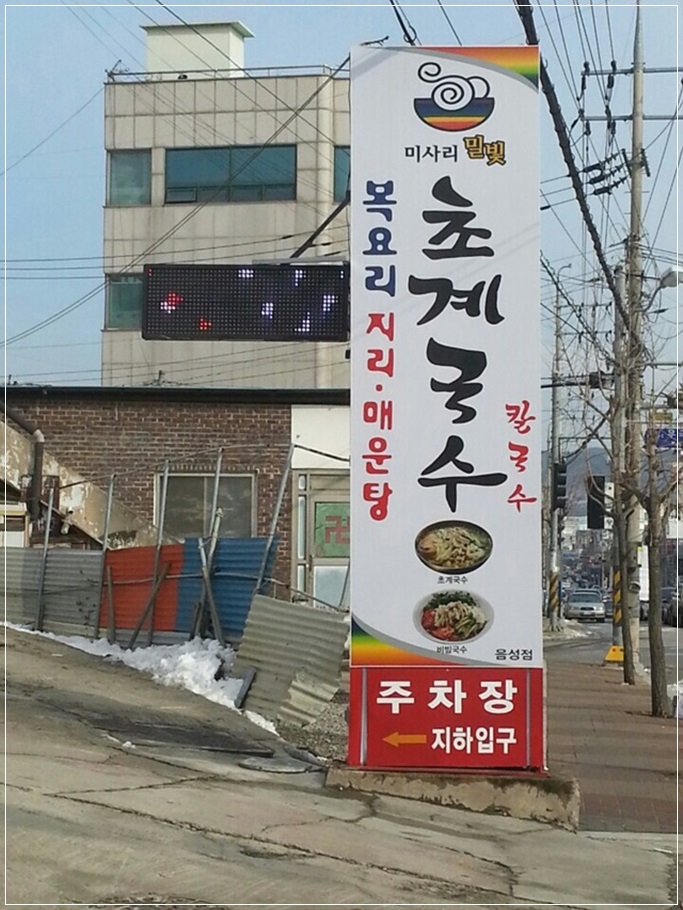 미사리 밀빛
초계국수
복요리 지리·매운탕
칼국수
초계국수
비빔국수
음성점
주차장
지하입구
卍